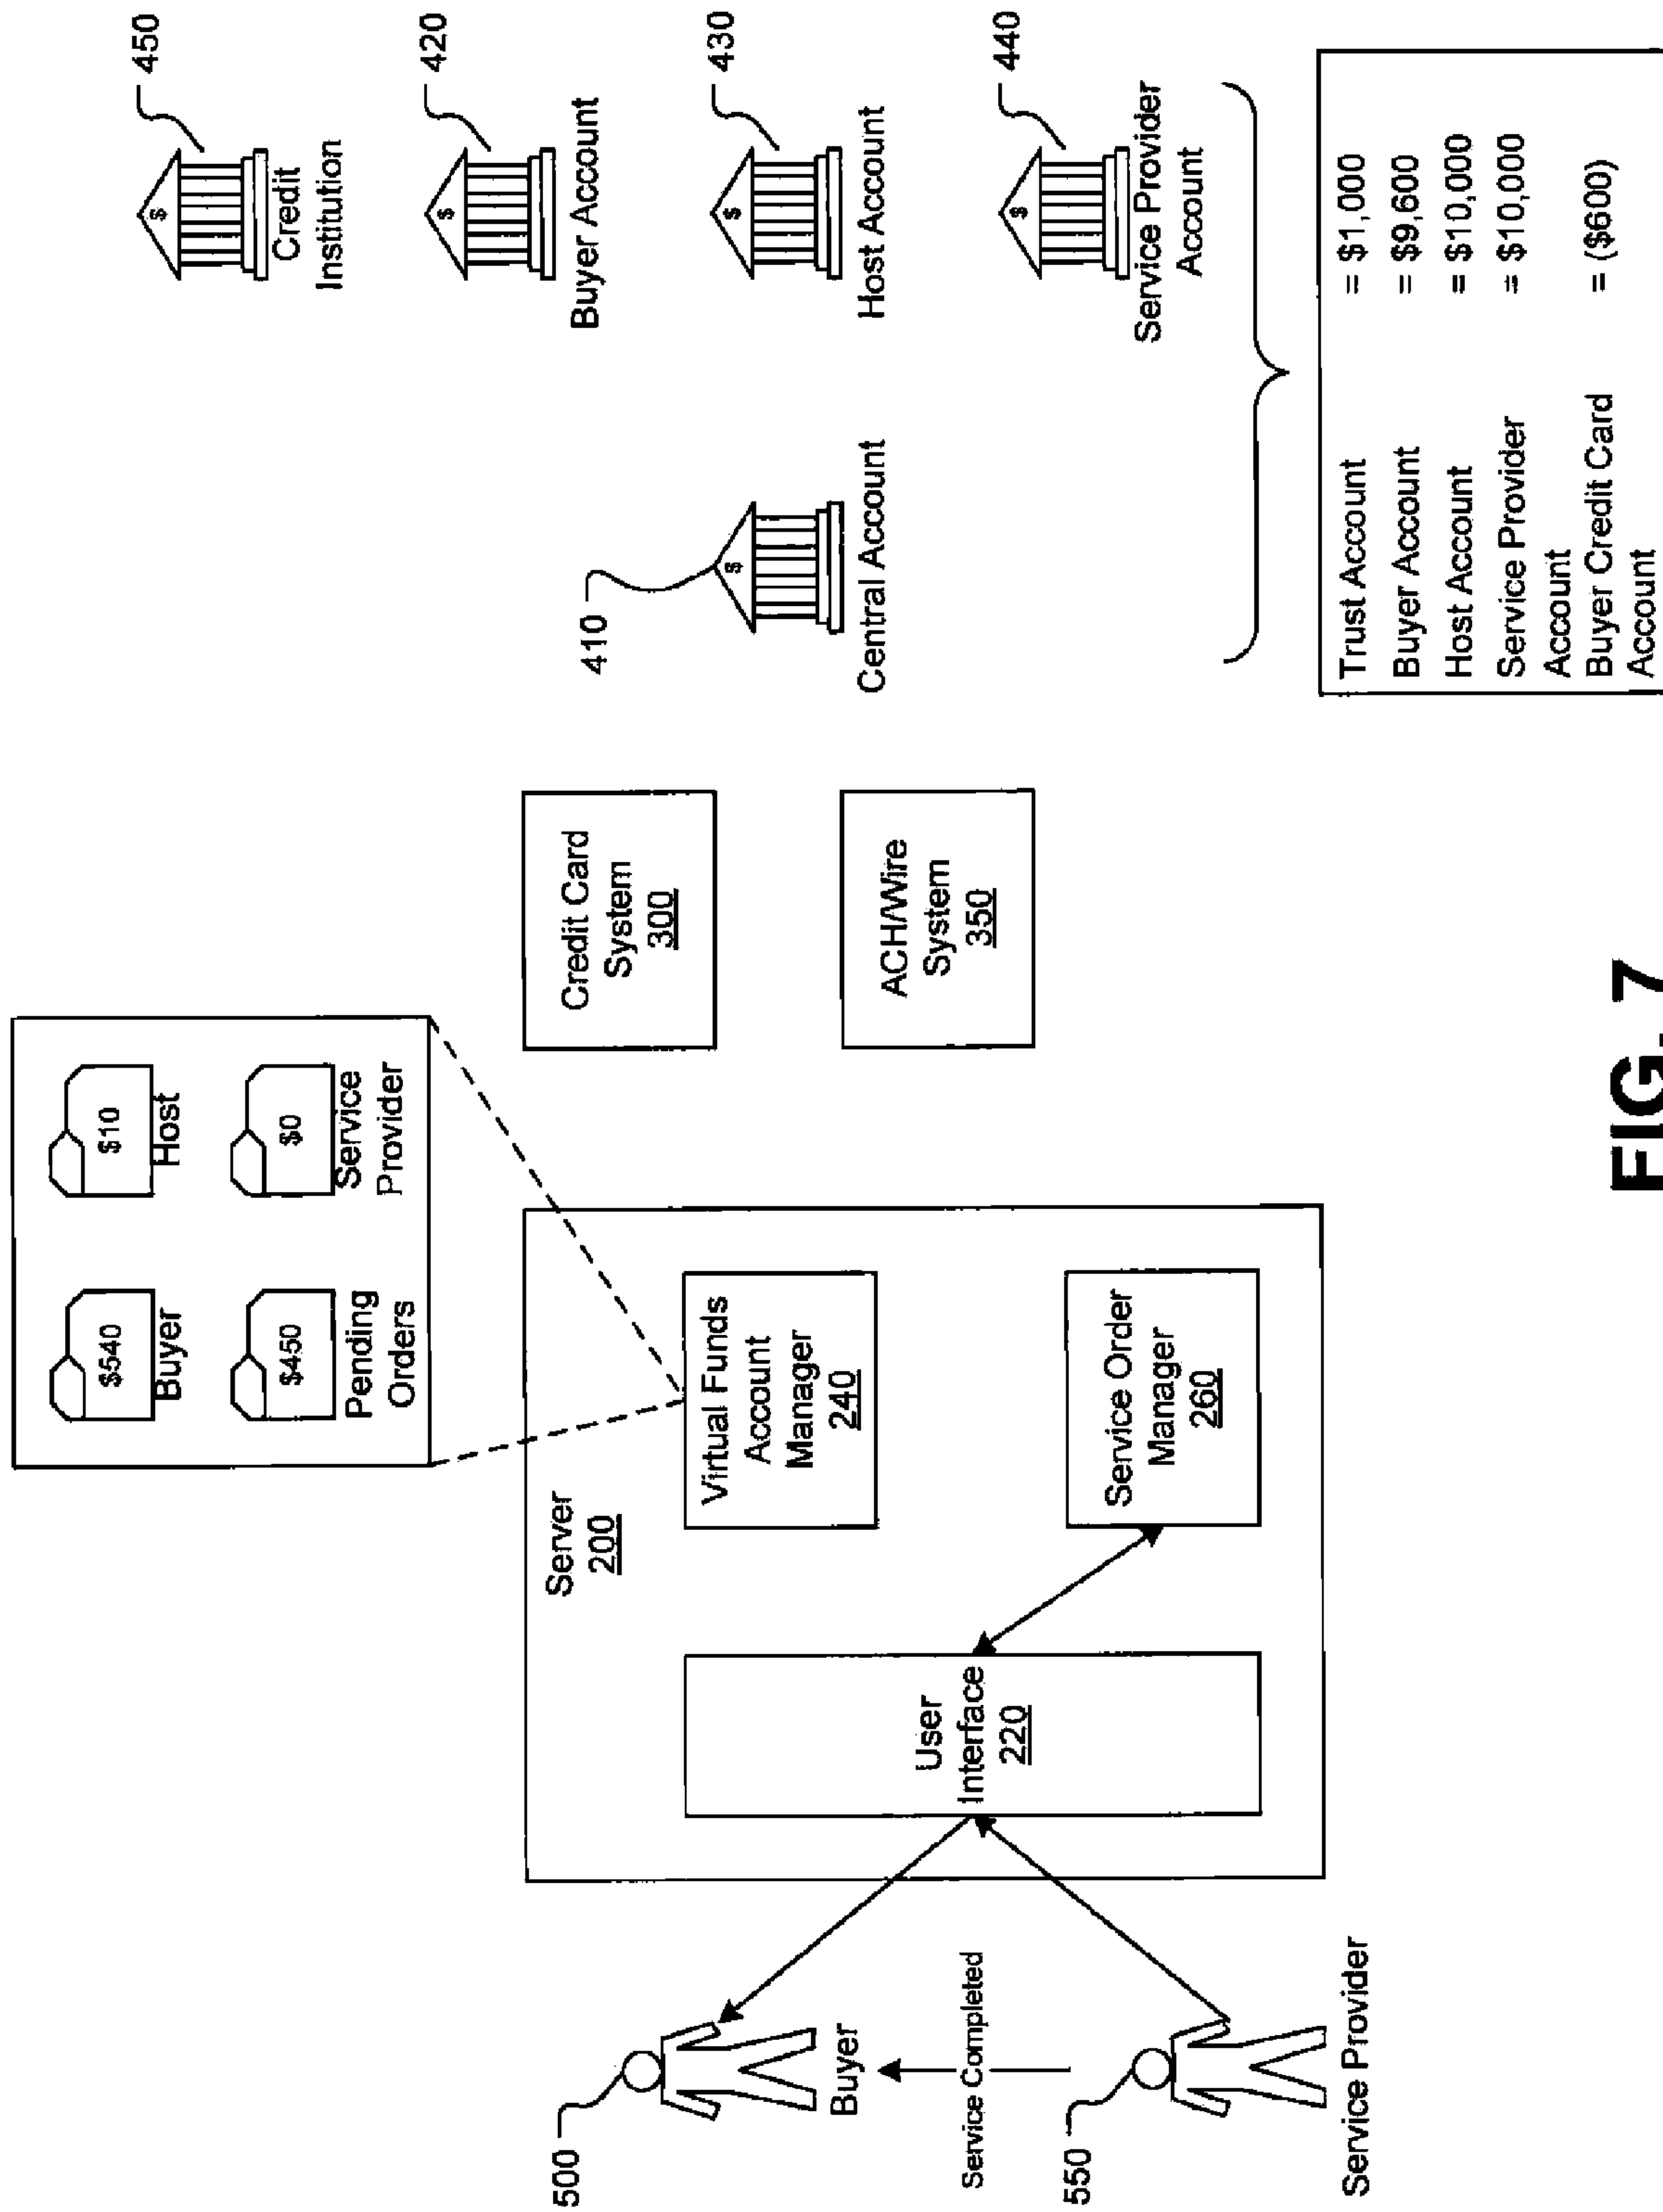 $540
Buyer
$10
Host
$450
Pending
Orders
$0
Service
Provider
Server
200
Virtual Funds
Account
Manager
240
Service Order
Manager
260
User
Interface
220
500
Buyer
Service Completed
550
Service Provider
Credit Card
System
300
ACH/Wire
System
350
410
$
Central Account
450
$
Credit
Institution
420
$
Buyer Account
430
$
Host Account
440
$
Service Provider
Account
Trust Account = $1,000
Buyer Account = $9,600
Host Account = $10,000
Service Provider = $10,000
Account
Buyer Credit Card = ($600)
Account
FIG. 7